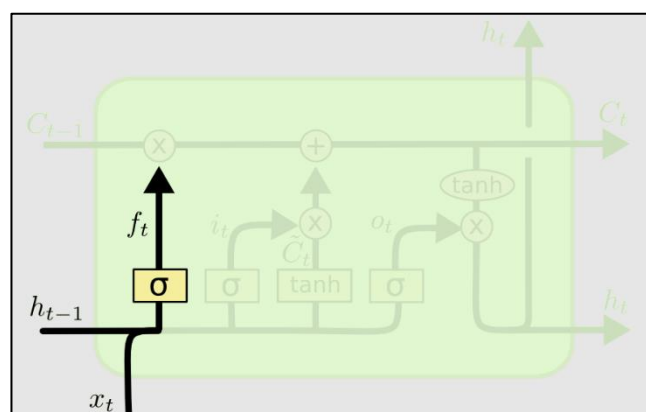 h_t
C_{t-1} × + C_t
tanh
f_t i_t × o_t ×
C̃_t
σ σ tanh σ
h_{t-1} h_t
x_t